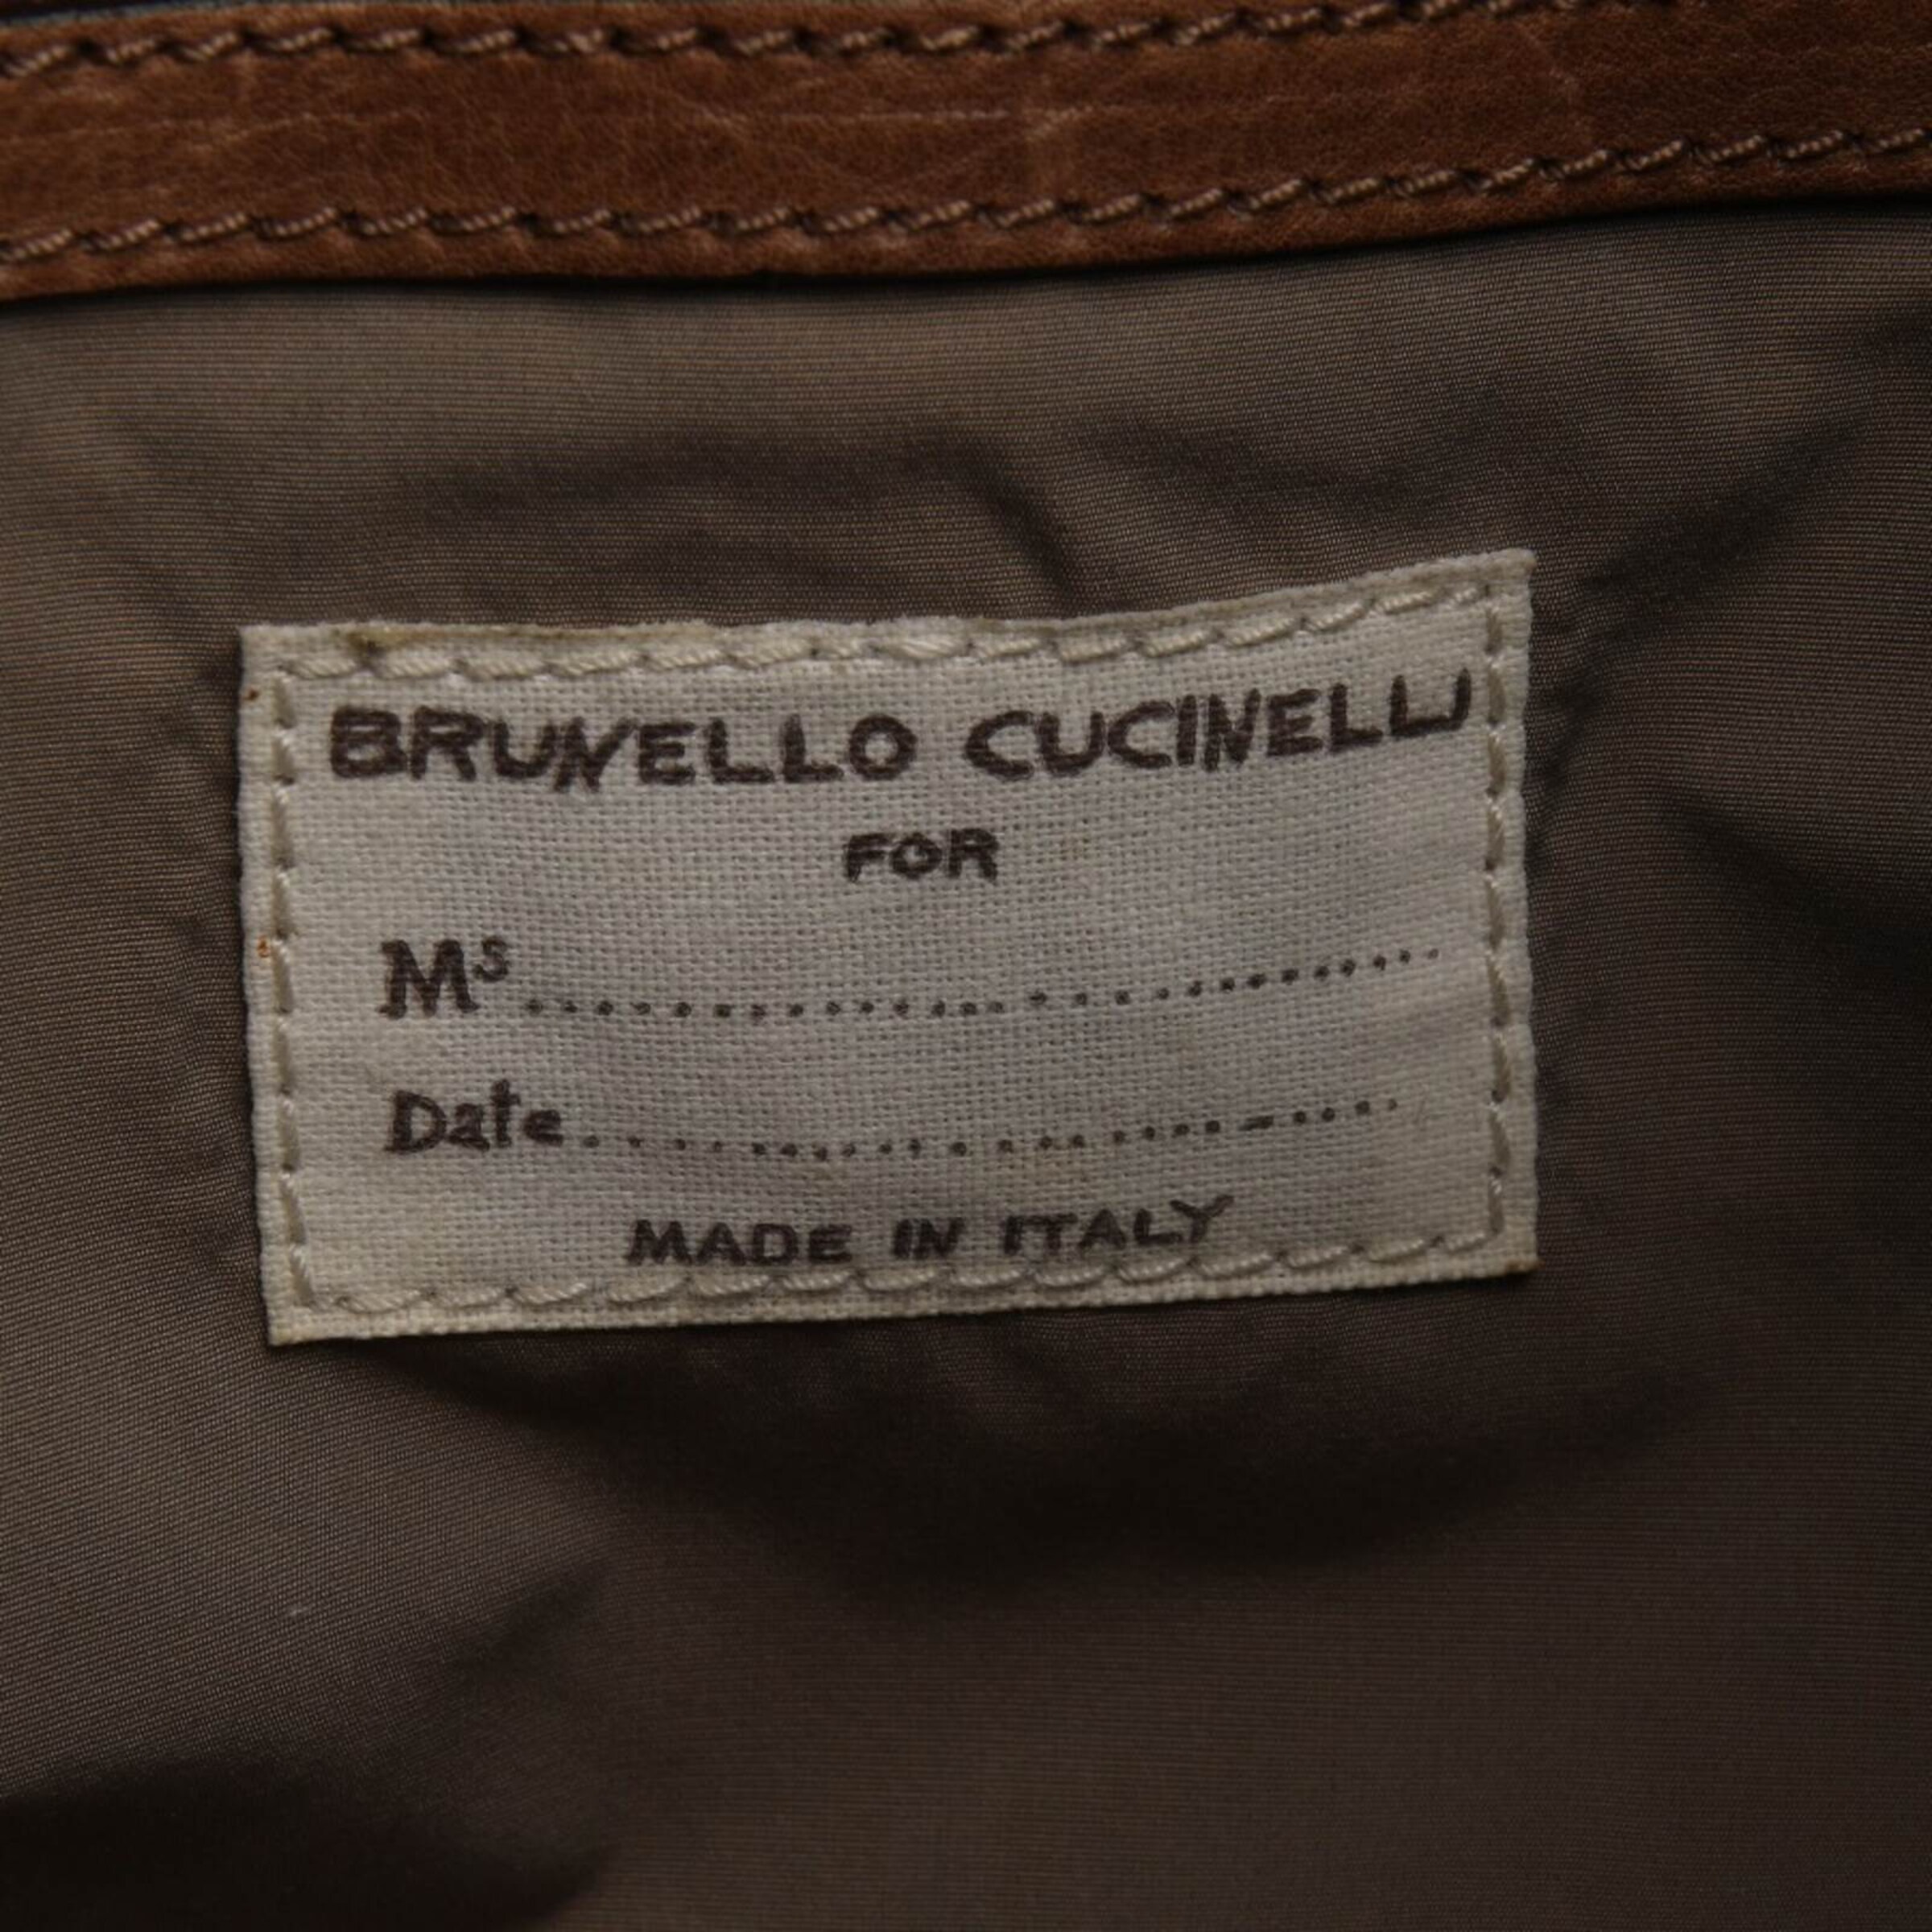 BRUNELLO CUCINELLI
FOR
Ms........................................
Date........................................
MADE IN ITALY